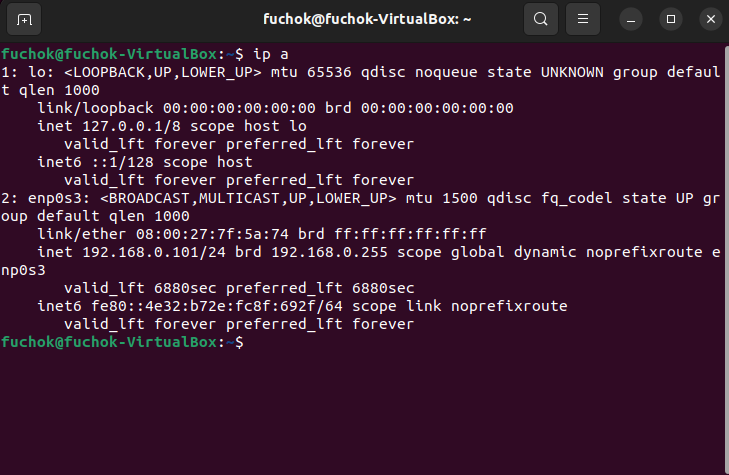 fuchok@fuchok-VirtualBox: ~
fuchok@fuchok-VirtualBox:~$ ip a
1: lo: <LOOPBACK,UP,LOWER_UP> mtu 65536 qdisc noqueue state UNKNOWN group defaul
t qlen 1000
    link/loopback 00:00:00:00:00:00 brd 00:00:00:00:00:00
    inet 127.0.0.1/8 scope host lo
       valid_lft forever preferred_lft forever
    inet6 ::1/128 scope host
       valid_lft forever preferred_lft forever
2: enp0s3: <BROADCAST,MULTICAST,UP,LOWER_UP> mtu 1500 qdisc fq_codel state UP gr
oup default qlen 1000
    link/ether 08:00:27:7f:5a:74 brd ff:ff:ff:ff:ff:ff
    inet 192.168.0.101/24 brd 192.168.0.255 scope global dynamic noprefixroute e
np0s3
       valid_lft 6880sec preferred_lft 6880sec
    inet6 fe80::4e32:b72e:fc8f:692f/64 scope link noprefixroute
       valid_lft forever preferred_lft forever
fuchok@fuchok-VirtualBox:~$